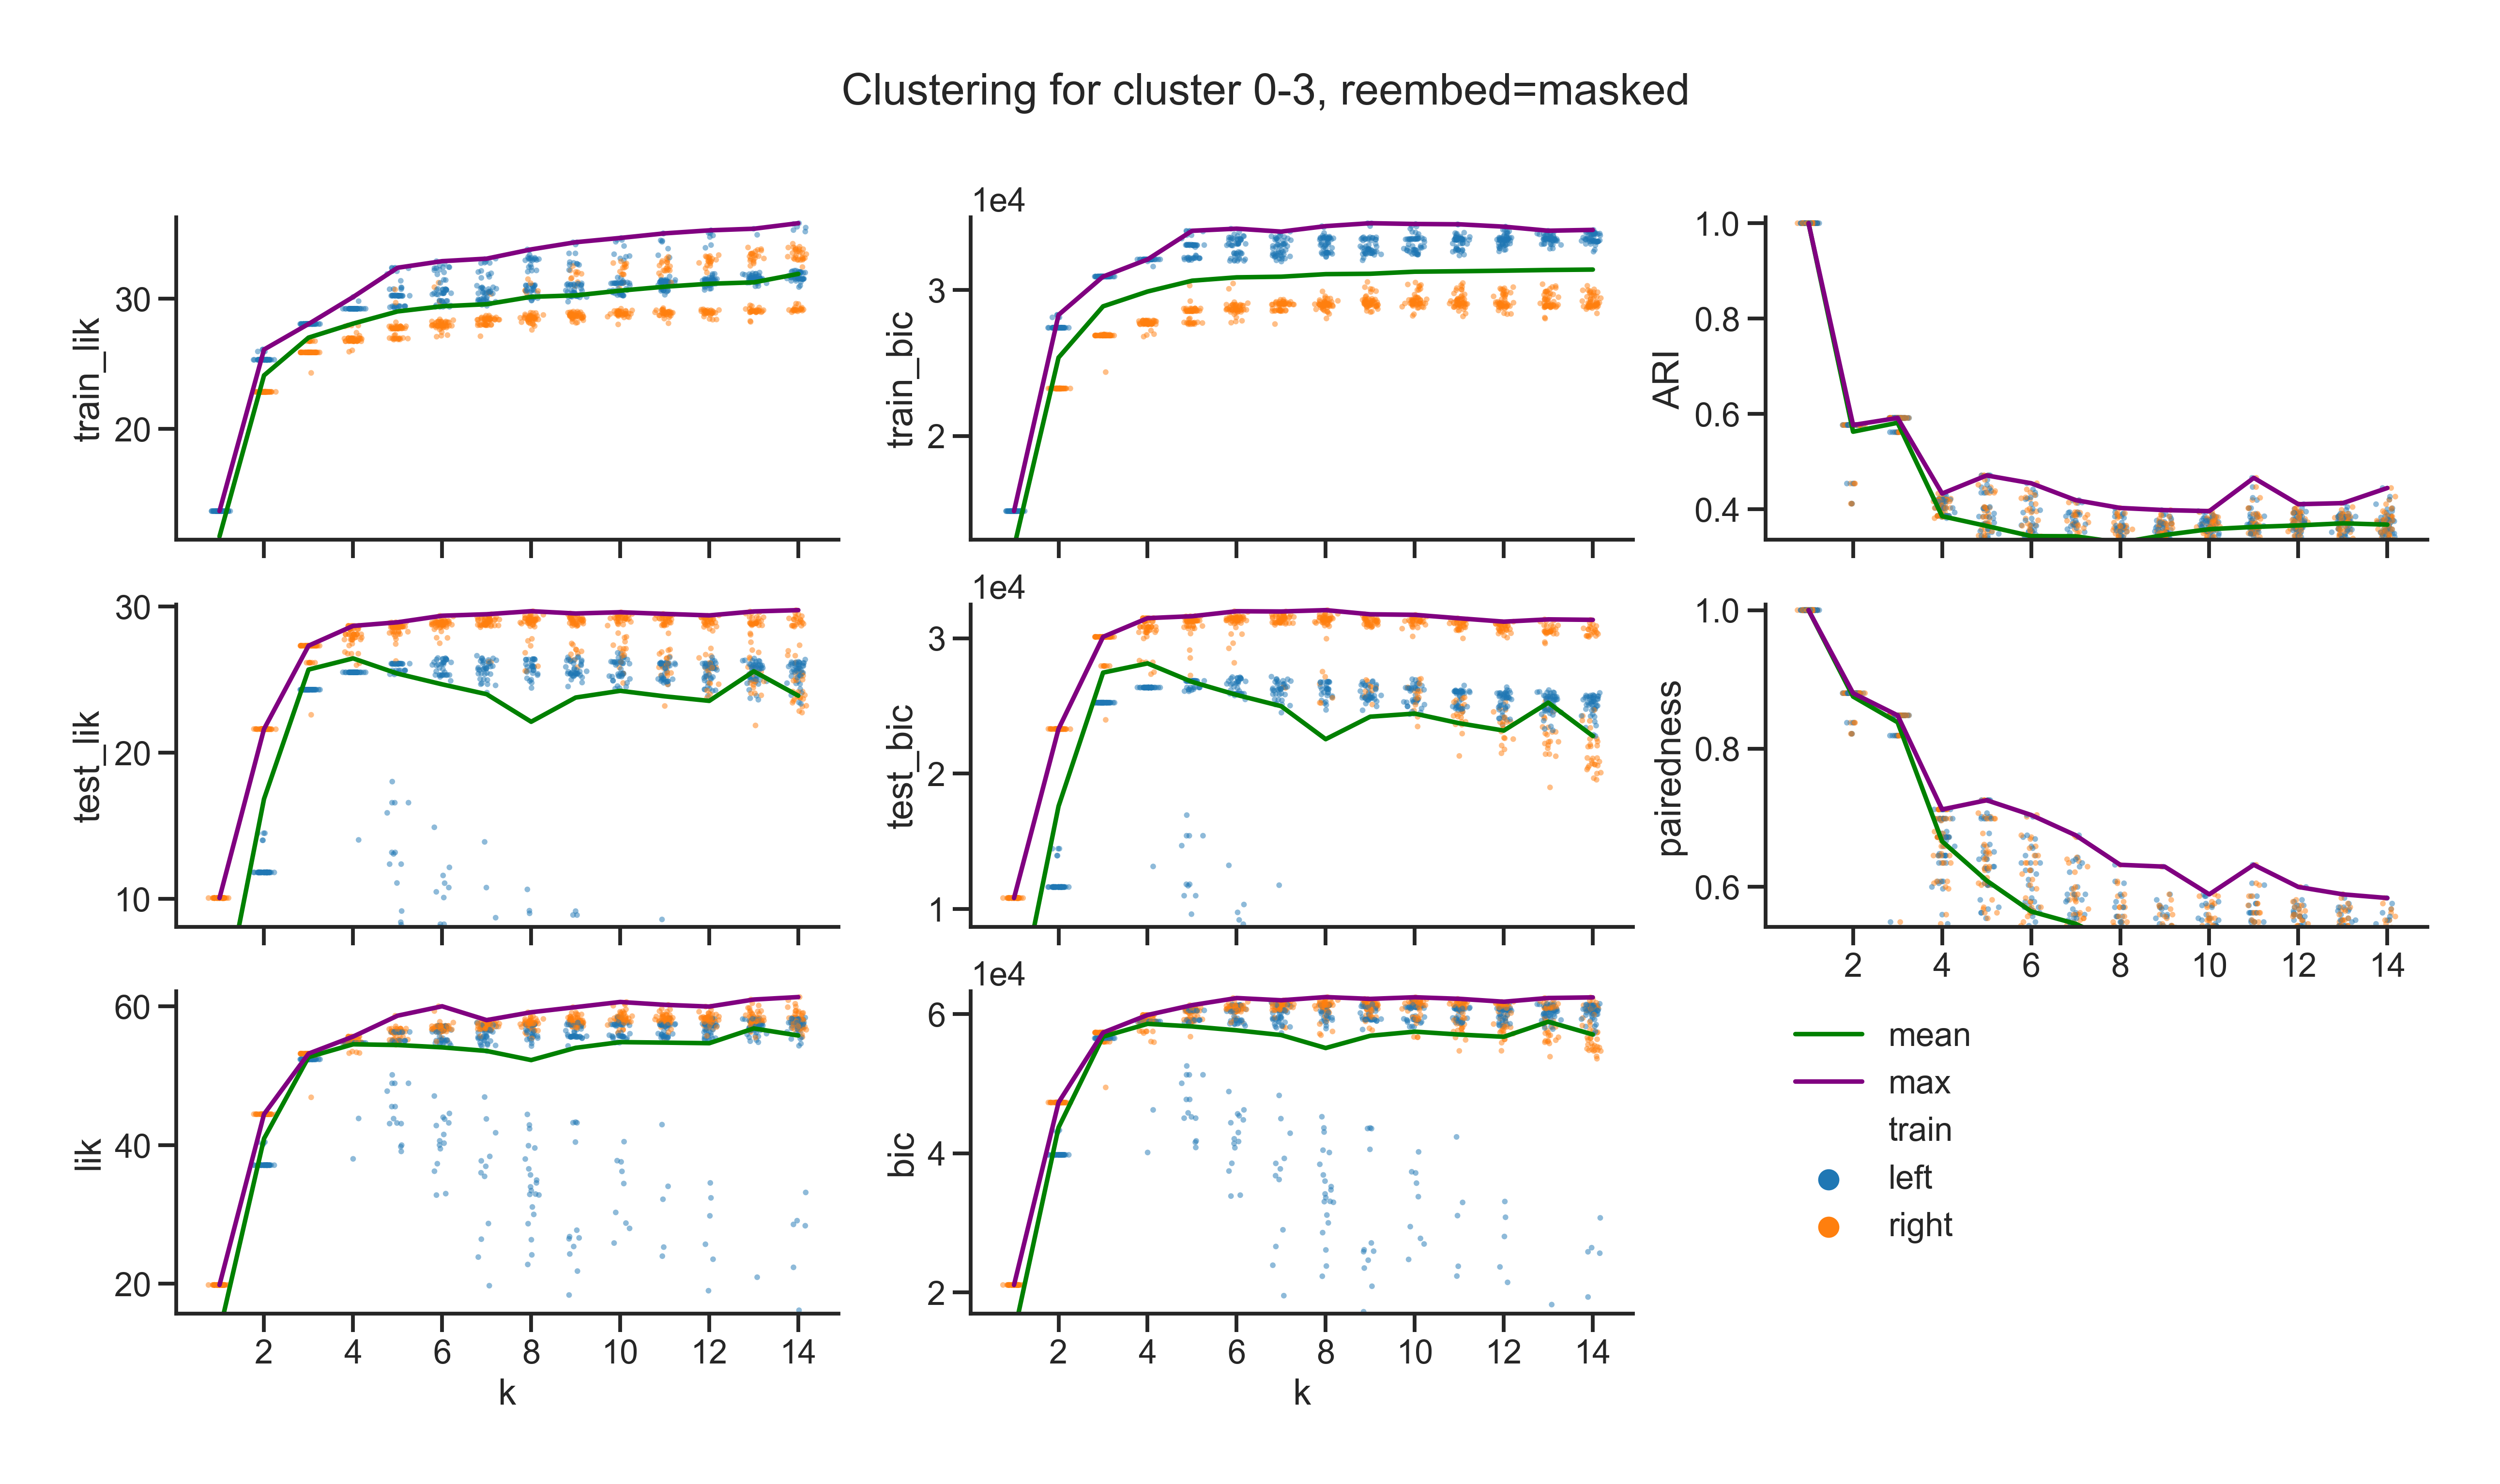 Clustering for cluster 0-3, reembed=masked
train_lik
30
20
1e4
train_bic
3
2
ARI
1.0
0.8
0.6
0.4
test_lik
30
20
10
1e4
test_bic
3
2
1
pairedness
1.0
0.8
0.6
2 4 6 8 10 12 14
lik
60
40
20
2 4 6 8 10 12 14
k
1e4
bic
6
4
2
2 4 6 8 10 12 14
k
mean
max
train
left
right